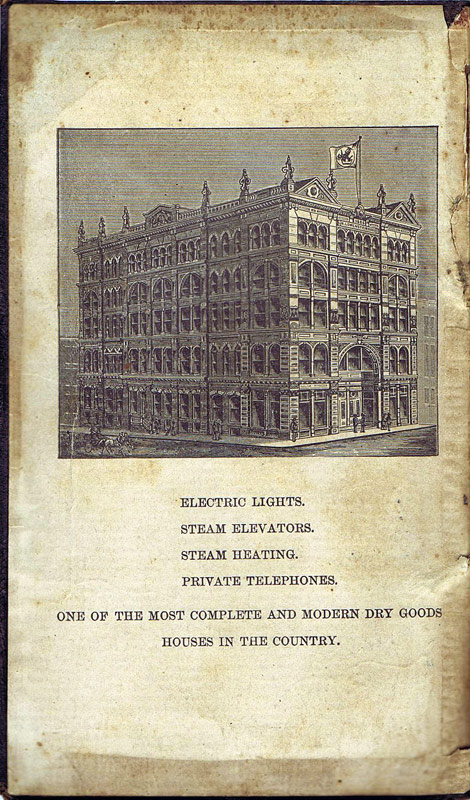 ELECTRIC LIGHTS.
STEAM ELEVATORS.
STEAM HEATING.
PRIVATE TELEPHONES.
ONE OF THE MOST COMPLETE AND MODERN DRY GOODS
HOUSES IN THE COUNTRY.